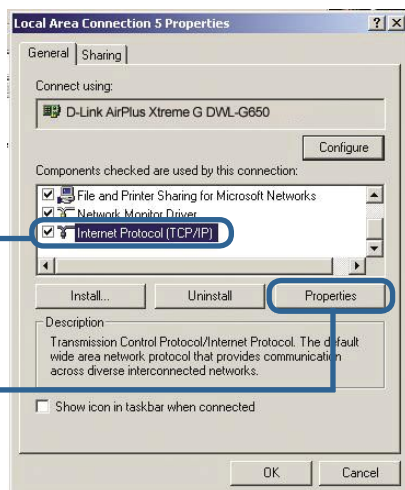 Local Area Connection 5 Properties
General Sharing
Connect using:
D-Link AirPlus Xtreme G DWL-G650
Configure
Components checked are used by this connection:
File and Printer Sharing for Microsoft Networks
Network Monitor Driver
Internet Protocol (TCP/IP)
Install... Uninstall Properties
Description
Transmission Control Protocol/Internet Protocol. The default
wide area network protocol that provides communication
across diverse interconnected networks.
Show icon in taskbar when connected
OK Cancel